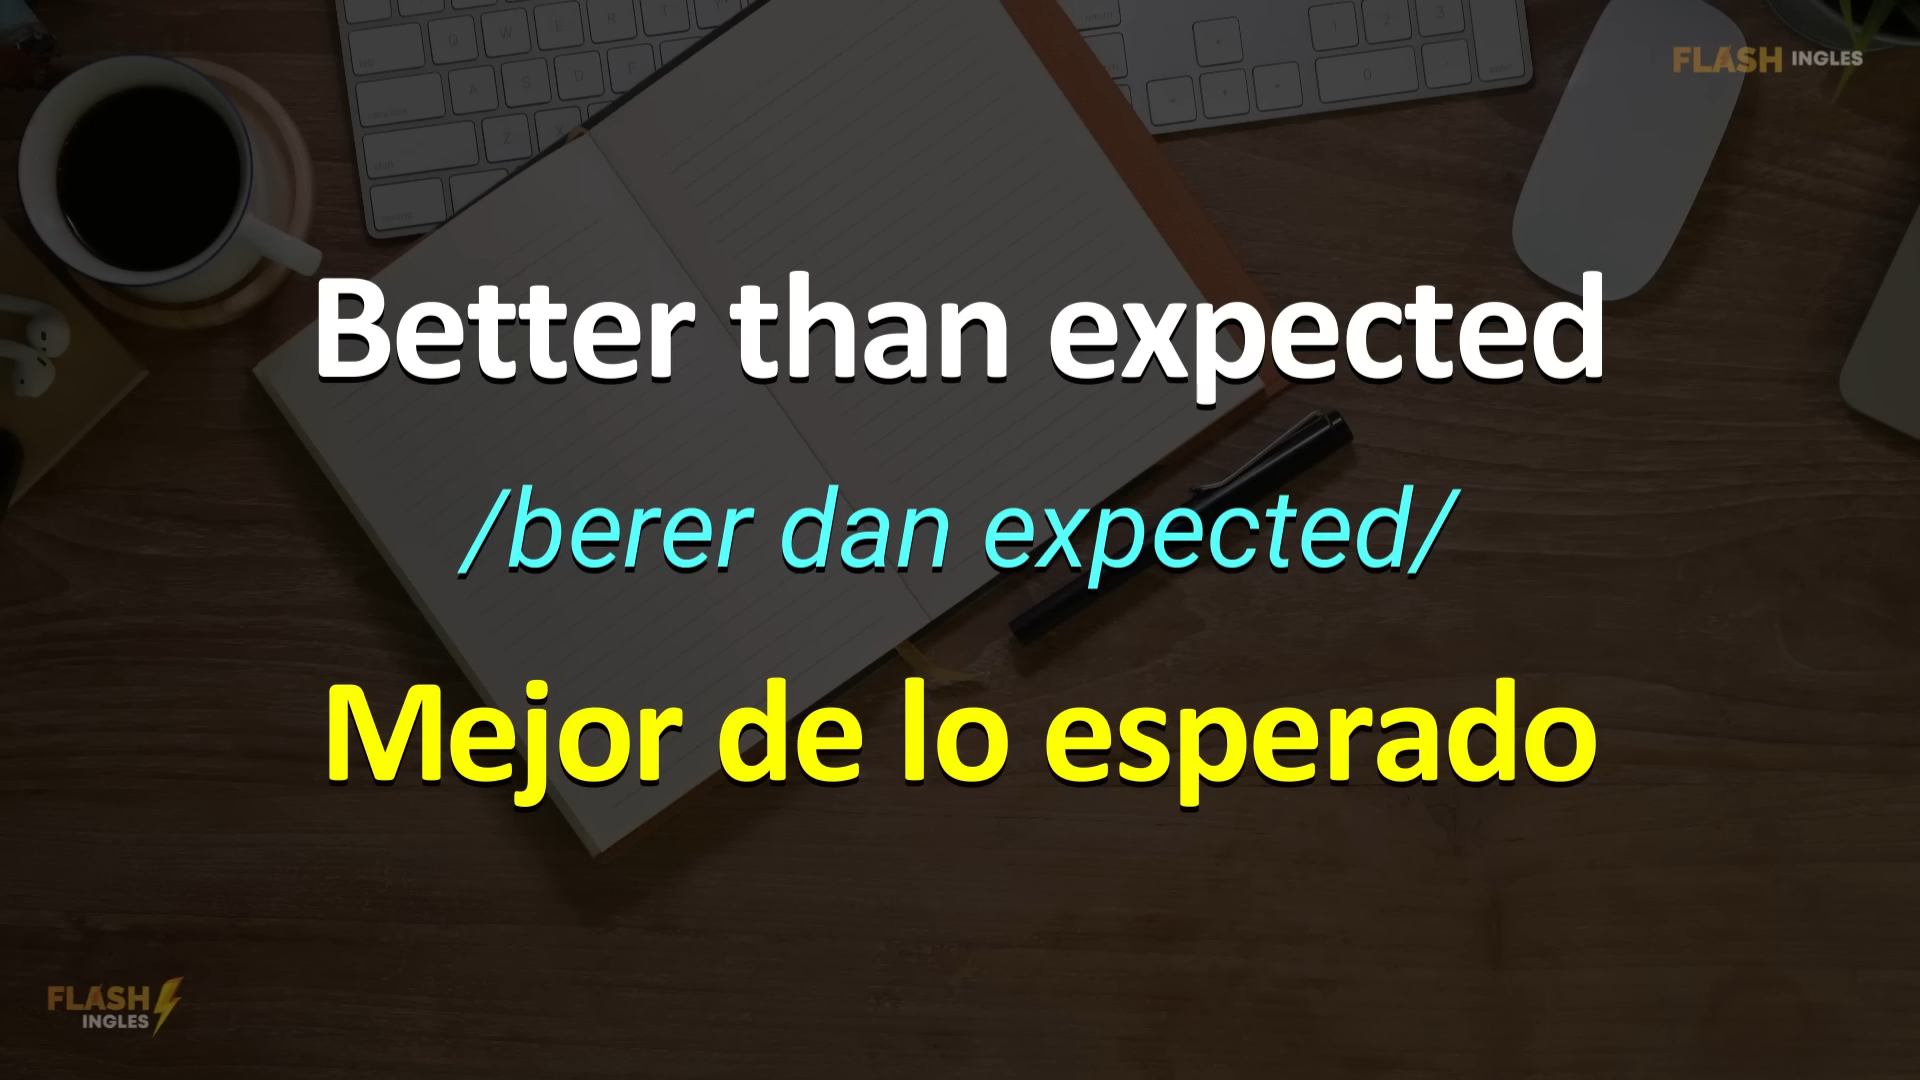 FLASH INGLES
Better than expected
/berer dan expected/
Mejor de lo esperado
FLASH
INGLES